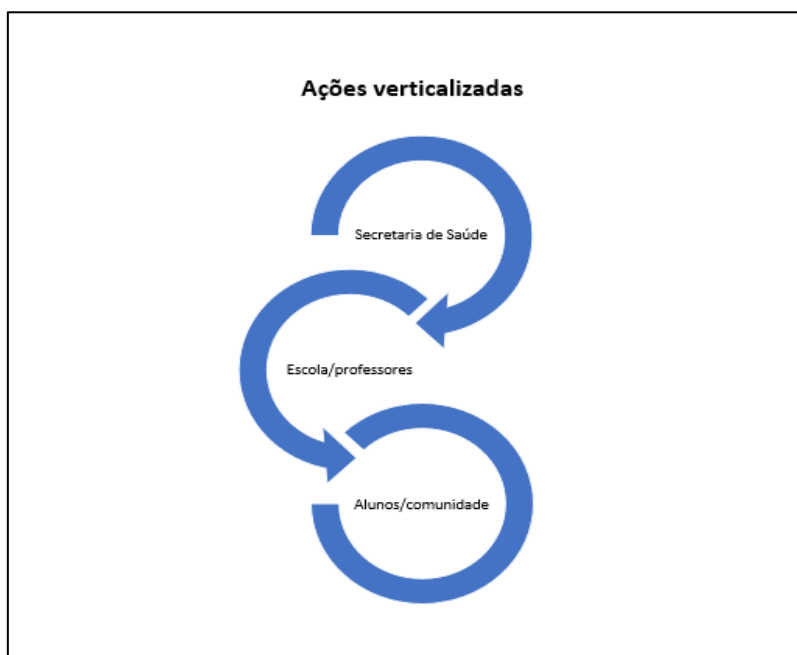 Ações verticalizadas
Secretaria de Saúde
Escola/professores
Alunos/comunidade